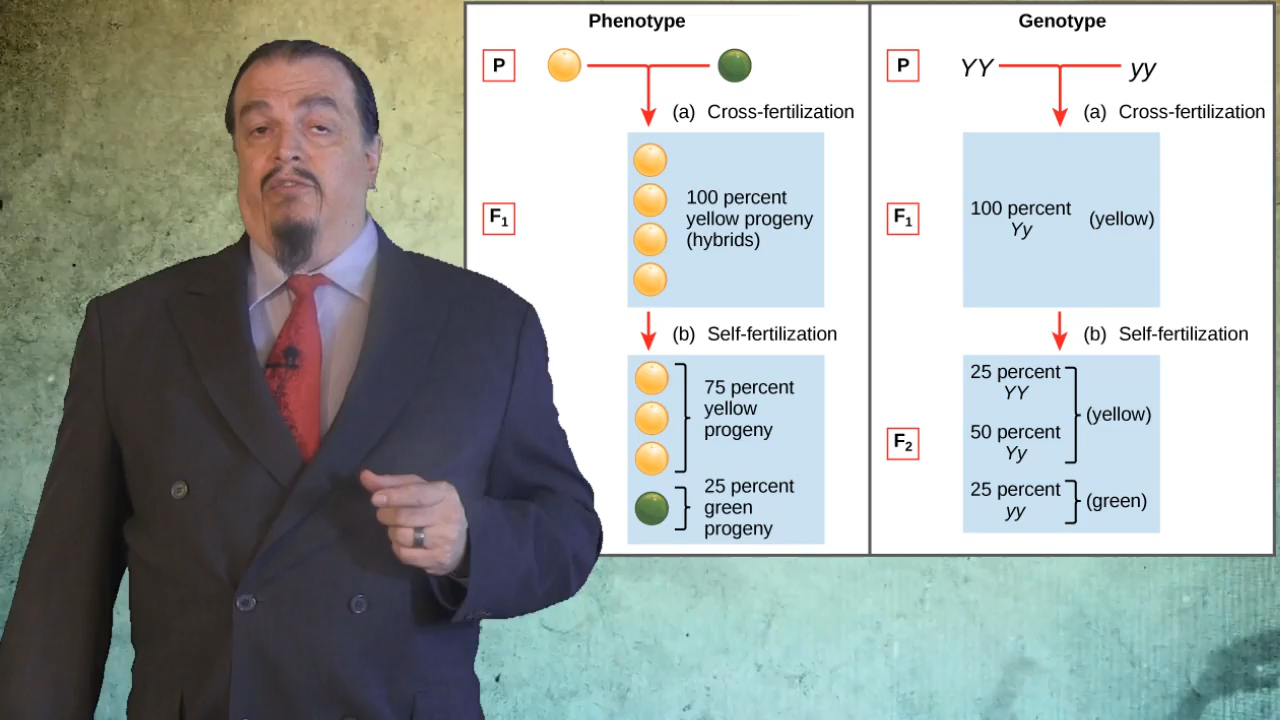 Phenotype
P
(a) Cross-fertilization
F1
100 percent
yellow progeny
(hybrids)
(b) Self-fertilization
75 percent
yellow
progeny
25 percent
green
progeny
Genotype
P
YY
yy
(a) Cross-fertilization
F1
100 percent
Yy
(yellow)
(b) Self-fertilization
F2
25 percent
YY
50 percent
Yy
(yellow)
25 percent
yy
(green)